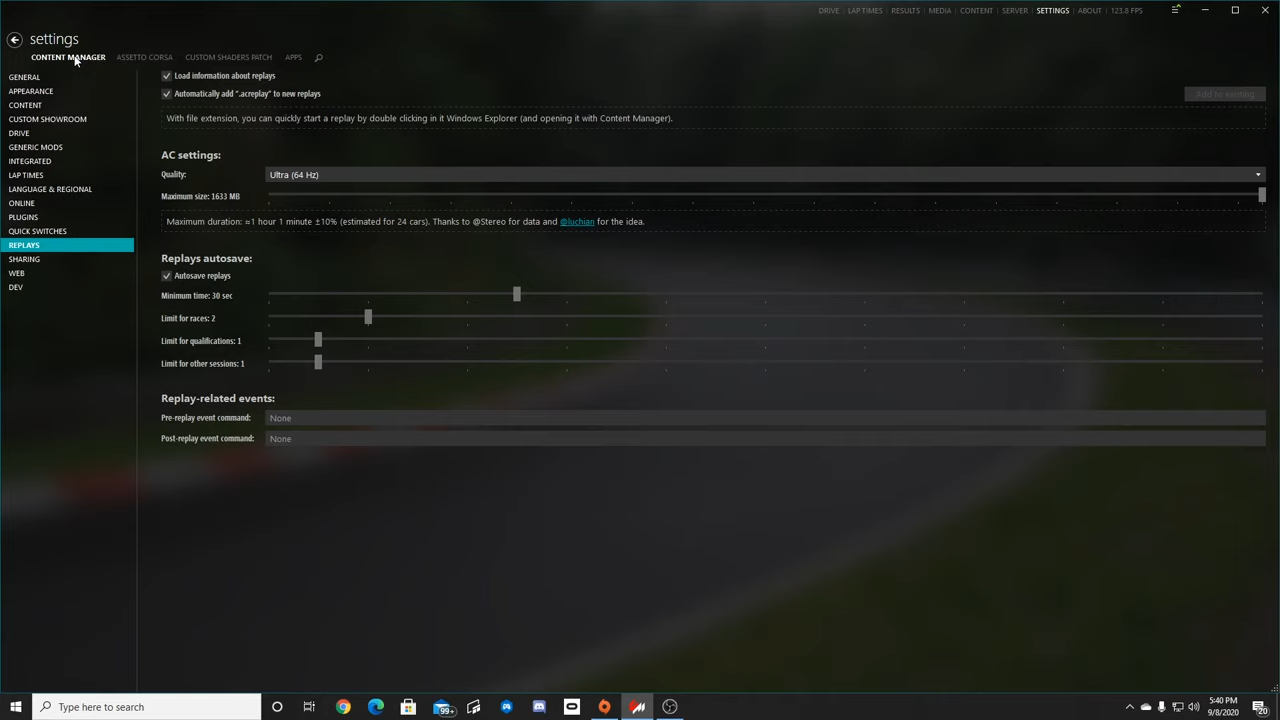 DRIVE LAP TIMES RESULTS MEDIA CONTENT SERVER SETTINGS ABOUT 123.8 FPS
settings
CONTENT MANAGER ASSETTO CORSA CUSTOM SHADERS PATCH APPS
GENERAL
APPEARANCE
CONTENT
CUSTOM SHOWROOM
DRIVE
GENERIC MODS
INTEGRATED
LAP TIMES
LANGUAGE & REGIONAL
ONLINE
PLUGINS
QUICK SWITCHES
REPLAYS
SHARING
WEB
DEV
Load information about replays
Automatically add ".acreplay" to new replays Add to existing
With file extension, you can quickly start a replay by double clicking in it Windows Explorer (and opening it with Content Manager).
AC settings:
Quality: Ultra (64 Hz)
Maximum size: 1633 MB
Maximum duration: ≈1 hour 1 minute ±10% (estimated for 24 cars). Thanks to @Stereo for data and @luchian for the idea.
Replays autosave:
Autosave replays
Minimum time: 30 sec
Limit for races: 2
Limit for qualifications: 1
Limit for other sessions: 1
Replay-related events:
Pre-replay event command: None
Post-replay event command: None
Type here to search
99+
5:40 PM
9/8/2020
20